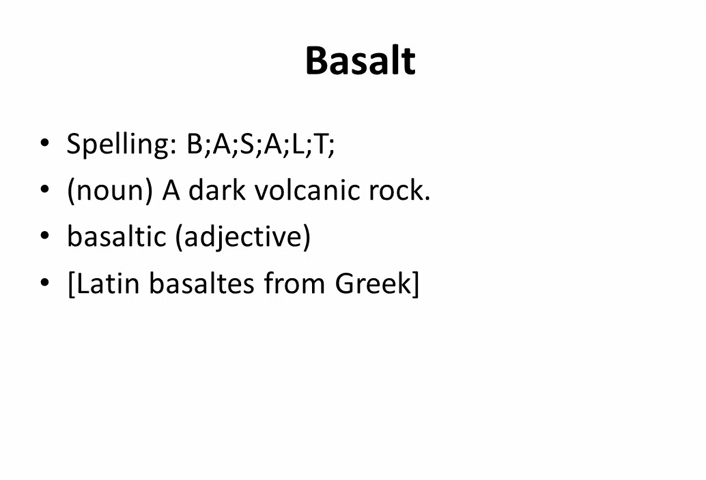 Basalt
• Spelling: B;A;S;A;L;T;
• (noun) A dark volcanic rock.
• basaltic (adjective)
• [Latin basaltes from Greek]